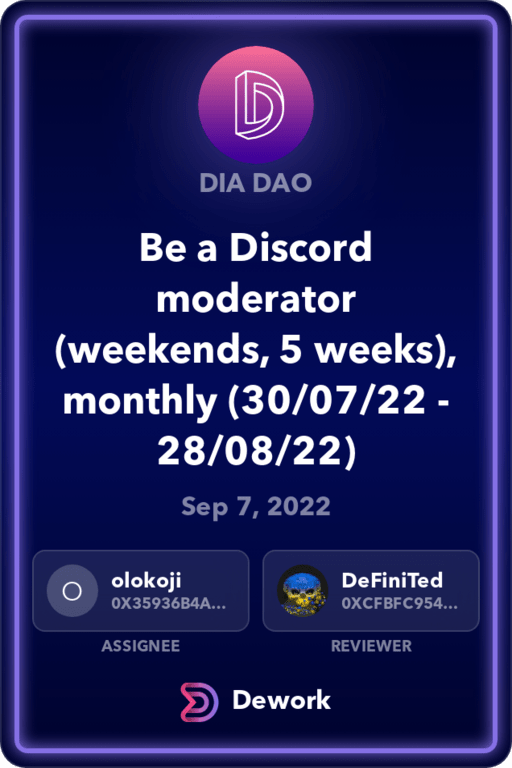 DIA DAO
Be a Discord
moderator
(weekends, 5 weeks),
monthly (30/07/22 -
28/08/22)
Sep 7, 2022
O
olokoji
0X35936B4A...
DeFiniTed
0XCFBFC954...
ASSIGNEE
REVIEWER
Dework